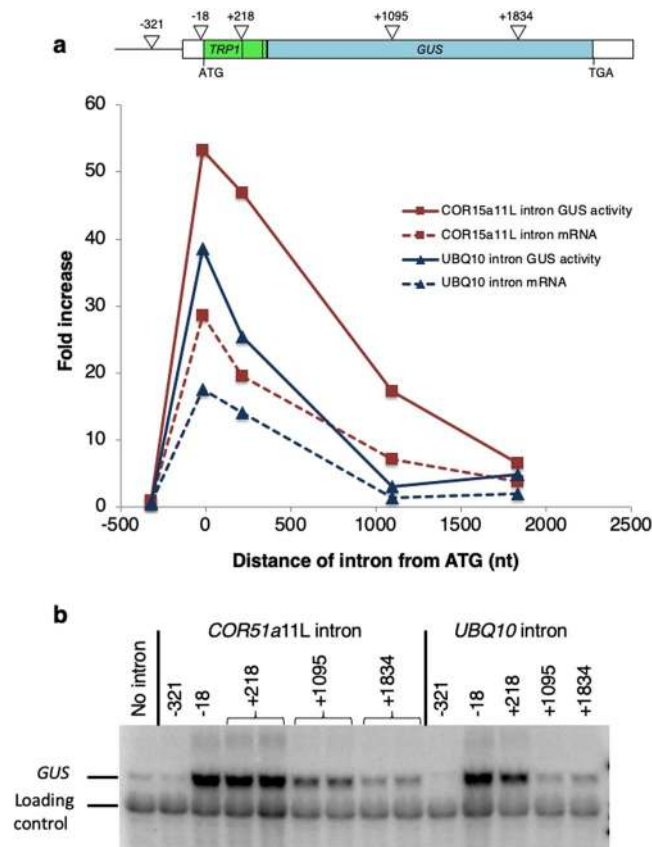 a
-321
-18
+218
+1095
+1834
TRP1
GUS
ATG
TGA
60
50
40
30
20
10
0
-500
0
500
1000
1500
2000
2500
Fold increase
Distance of intron from ATG (nt)
COR15a11L intron GUS activity
COR15a11L intron mRNA
UBQ10 intron GUS activity
UBQ10 intron mRNA
b
COR51a11L intron
UBQ10 intron
No intron
-321
-18
+218
+1095
+1834
-321
-18
+218
+1095
+1834
GUS
Loading
control